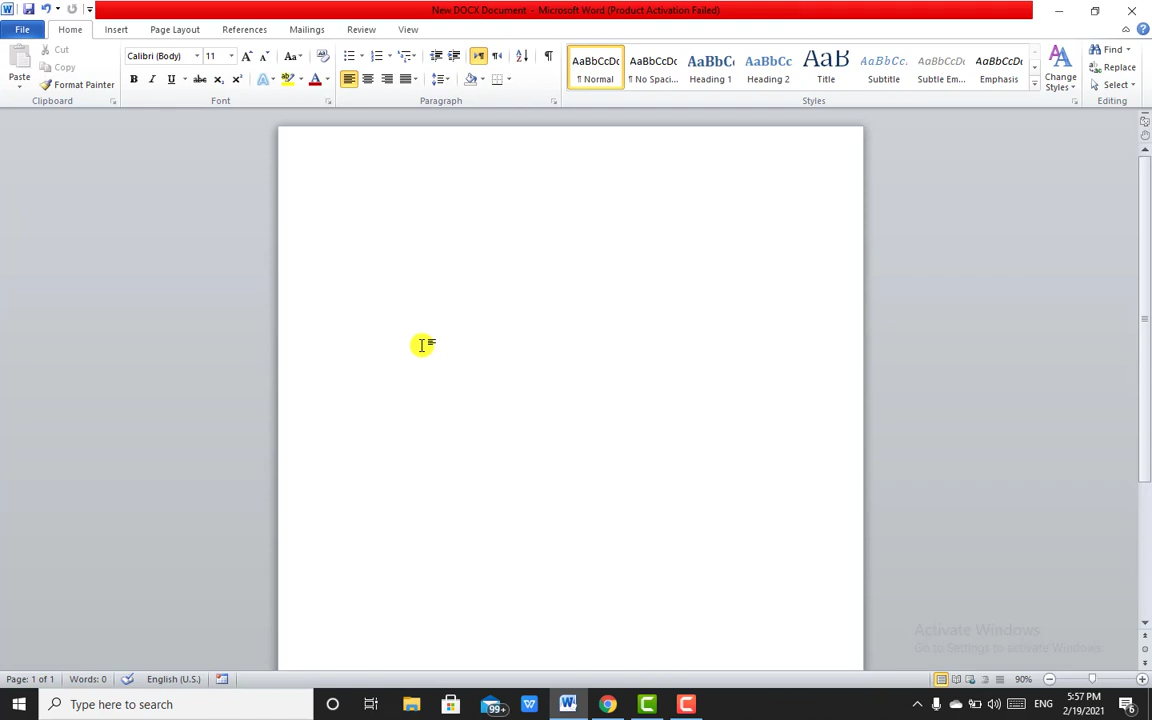 New DOCX Document - Microsoft Word (Product Activation Failed)
File Home Insert Page Layout References Mailings Review View
Paste
Cut
Copy
Format Painter
Clipboard
Calibri (Body) 11
Font
Paragraph
AaBbCcDc AaBbCcDc AaBbC AaBbCc AaB AaBbCc. AaBbCcDc AaBbCcDc
¶ Normal ¶ No Spaci... Heading 1 Heading 2 Title Subtitle Subtle Em... Emphasis
Styles
Change
Styles
Find
Replace
Select
Editing
Activate Windows
Go to Settings to activate Windows.
Page: 1 of 1 Words: 0 English (U.S.) 90%
Type here to search
99+
ENG
5:57 PM
2/19/2021
6